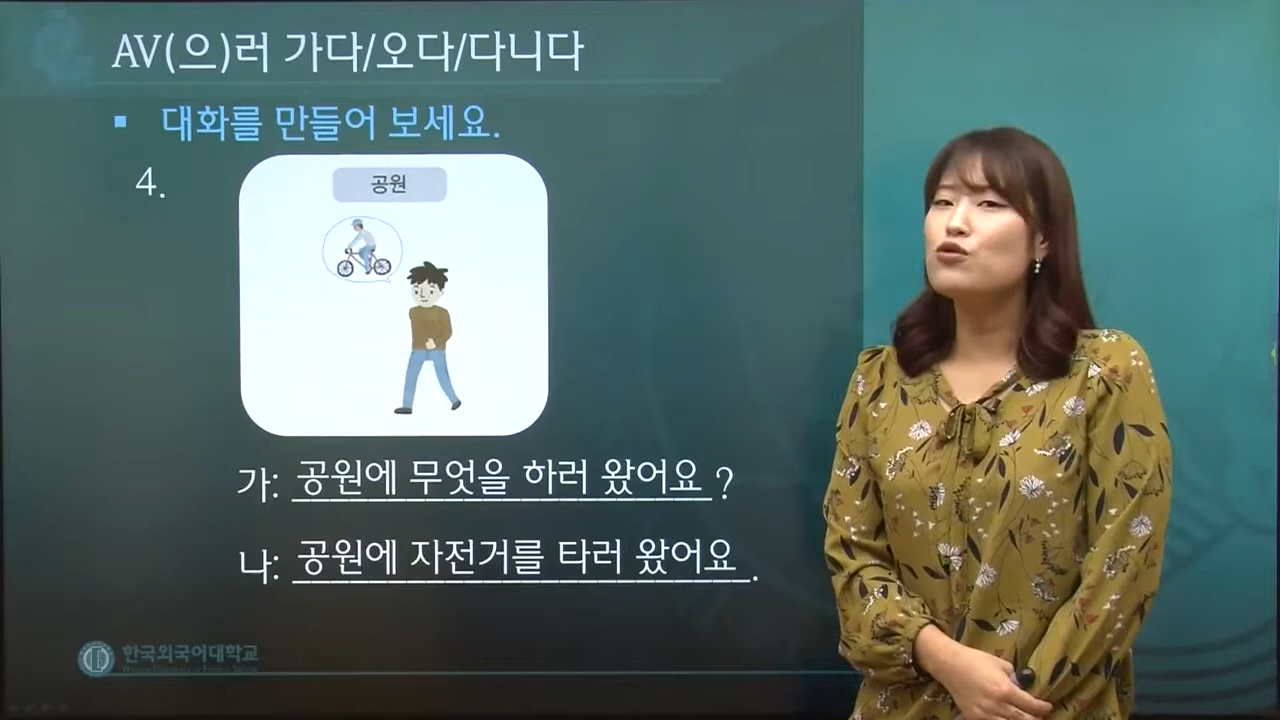 AV(으)러 가다/오다/다니다
▪ 대화를 만들어 보세요.
4.
공원
가: 공원에 무엇을 하러 왔어요?
나: 공원에 자전거를 타러 왔어요.
한국외국어대학교